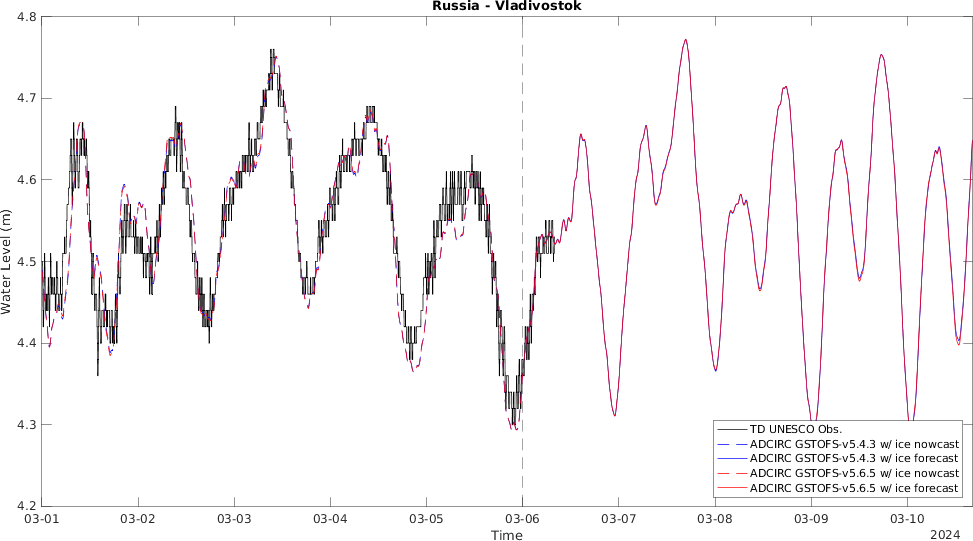 Russia - Vladivostok
4.8
4.7
4.6
4.5
4.4
4.3
4.2
Water Level (m)
TD UNESCO Obs.
ADCIRC GSTOFS-v5.4.3 w/ ice nowcast
ADCIRC GSTOFS-v5.4.3 w/ ice forecast
ADCIRC GSTOFS-v5.6.5 w/ ice nowcast
ADCIRC GSTOFS-v5.6.5 w/ ice forecast
03-01 03-02 03-03 03-04 03-05 03-06 03-07 03-08 03-09 03-10
Time
2024